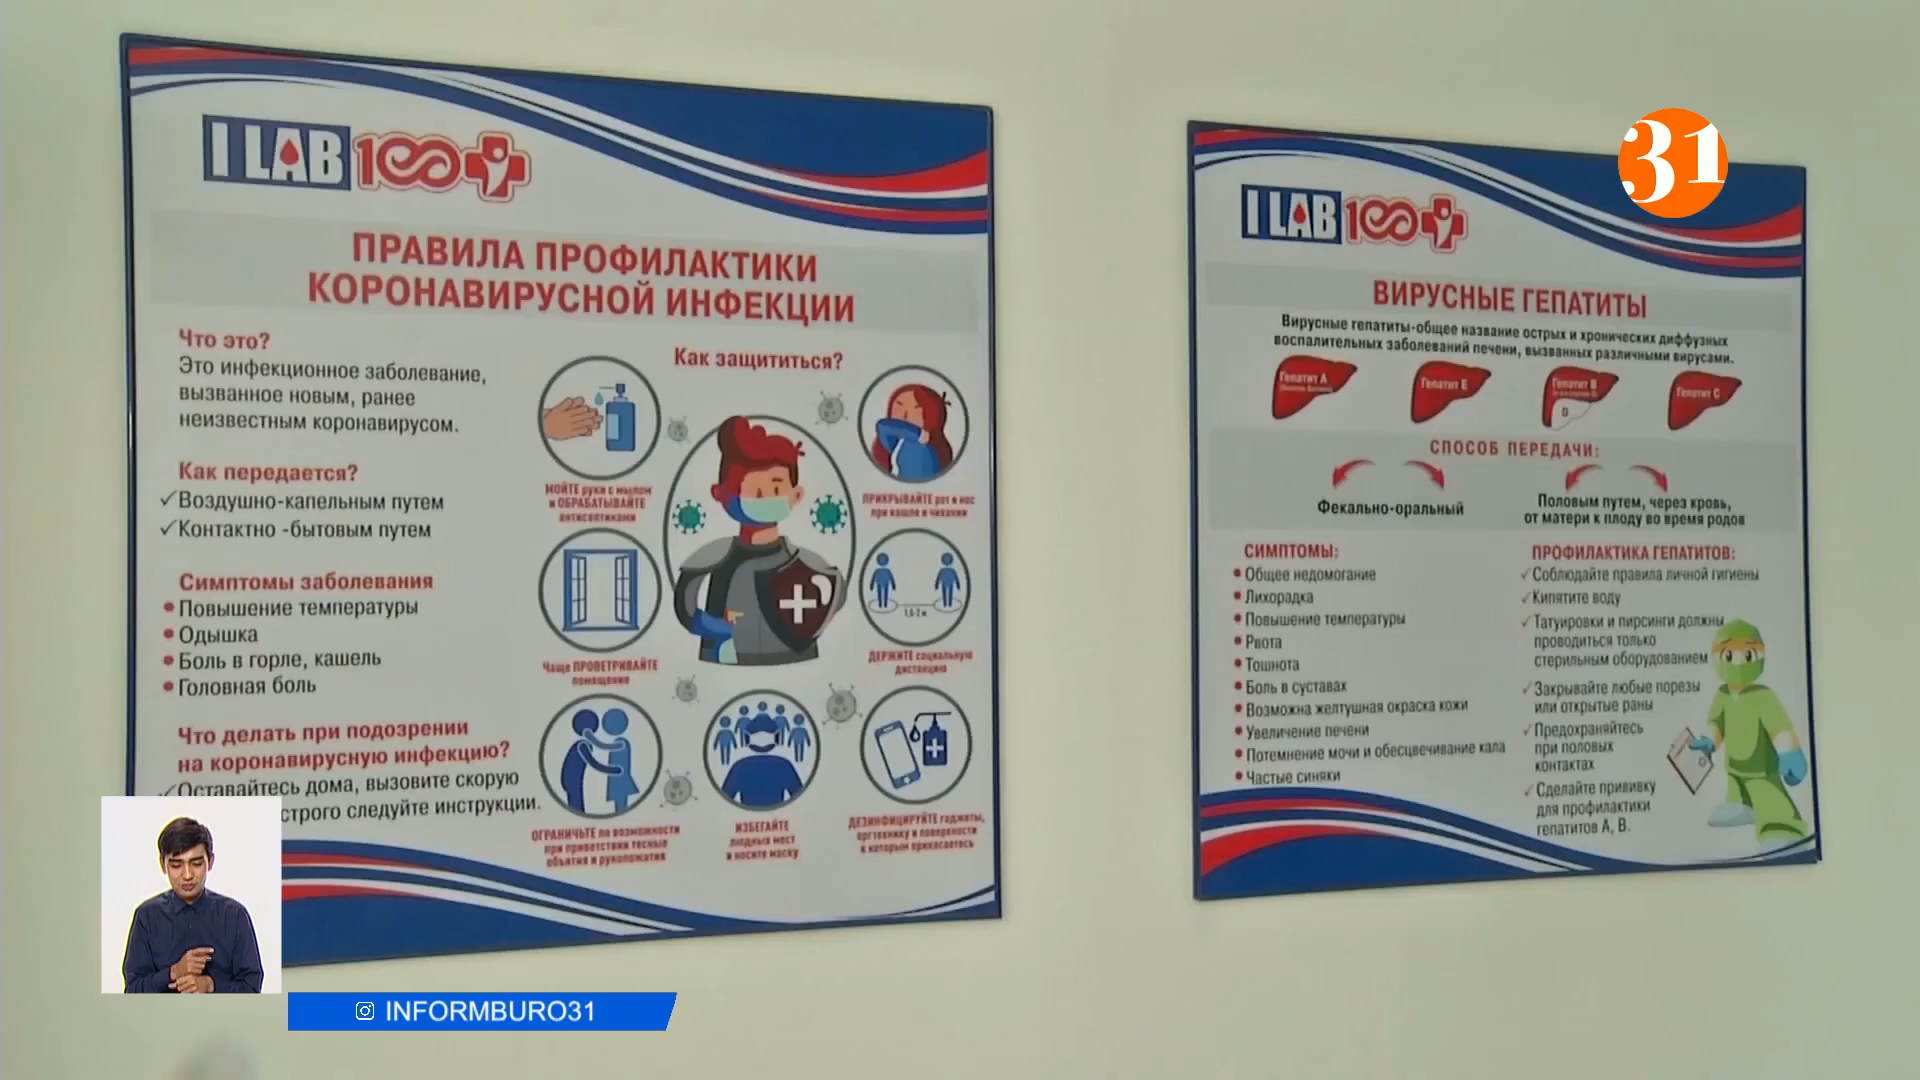 I LAB 100
ПРАВИЛА ПРОФИЛАКТИКИ
КОРОНАВИРУСНОЙ ИНФЕКЦИИ
Что это?
Это инфекционное заболевание,
вызванное новым, ранее
неизвестным коронавирусом.
Как передается?
Воздушно-капельным путем
Контактно -бытовым путем
Симптомы заболевания
Повышение температуры
Одышка
Боль в горле, кашель
Головная боль
Что делать при подозрении
на коронавирусную инфекцию?
Оставайтесь дома, вызовите скорую
строго следуйте инструкции.
Как защититься?
МОЙТЕ руки с мылом
и ОБРАБАТЫВАЙТЕ
антисептиками
ПРИКРЫВАЙТЕ рот и нос
при кашле и чихании
Чаще ПРОВЕТРИВАЙТЕ
помещения
1,5-2 м
ДЕРЖИТЕ социальную
дистанцию
ОГРАНИЧЬТЕ по возможности
при приветствии тесные
объятия и рукопожатия
ИЗБЕГАЙТЕ
людных мест
и носите маску
ДЕЗИНФИЦИРУЙТЕ гаджеты,
оргтехнику и поверхности
к которым прикасаетесь
I LAB 100
ВИРУСНЫЕ ГЕПАТИТЫ
Вирусные гепатиты-общее название острых и хронических диффузных
воспалительных заболеваний печени, вызванных различными вирусами.
Гепатит A
Гепатит E
Гепатит B
D
Гепатит C
СПОСОБ ПЕРЕДАЧИ:
Фекально-оральный
Половым путем, через кровь,
от матери к плоду во время родов
СИМПТОМЫ:
Общее недомогание
Лихорадка
Повышение температуры
Рвота
Тошнота
Боль в суставах
Возможна желтушная окраска кожи
Увеличение печени
Потемнение мочи и обесцвечивание кала
Частые синяки
ПРОФИЛАКТИКА ГЕПАТИТОВ:
Соблюдайте правила личной гигиены
Кипятите воду
Татуировки и пирсинги должны
проводиться только
стерильным оборудованием
Закрывайте любые порезы
или открытые раны
Предохраняйтесь
при половых
контактах
Сделайте прививку
для профилактики
гепатитов А, В.
31
INFORMBURO31